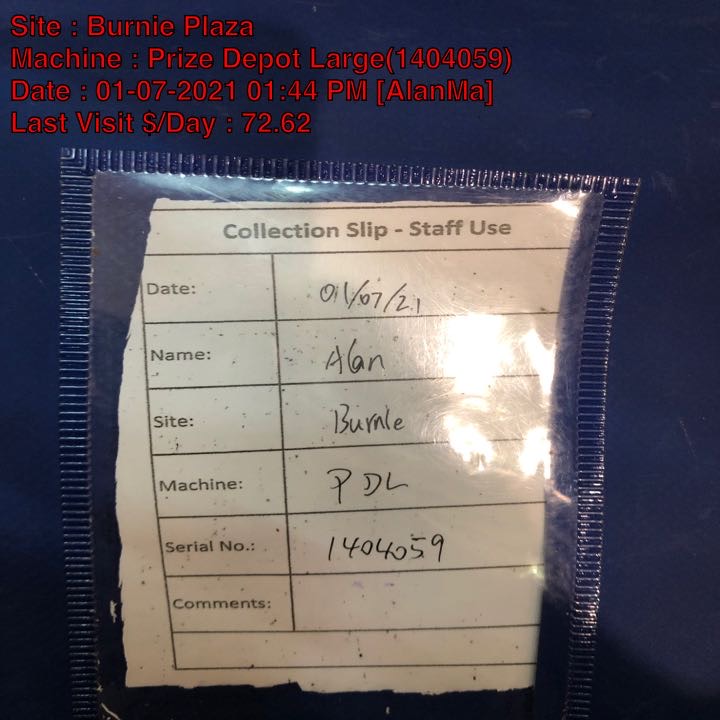 Site : Burnie Plaza
Machine : Prize Depot Large(1404059)
Date : 01-07-2021 01:44 PM [AlanMa]
Last Visit $/Day : 72.62
Collection Slip - Staff Use
Date: 01/07/21
Name: Alan
Site: Burnie
Machine: PDL
Serial No.: 1404059
Comments: